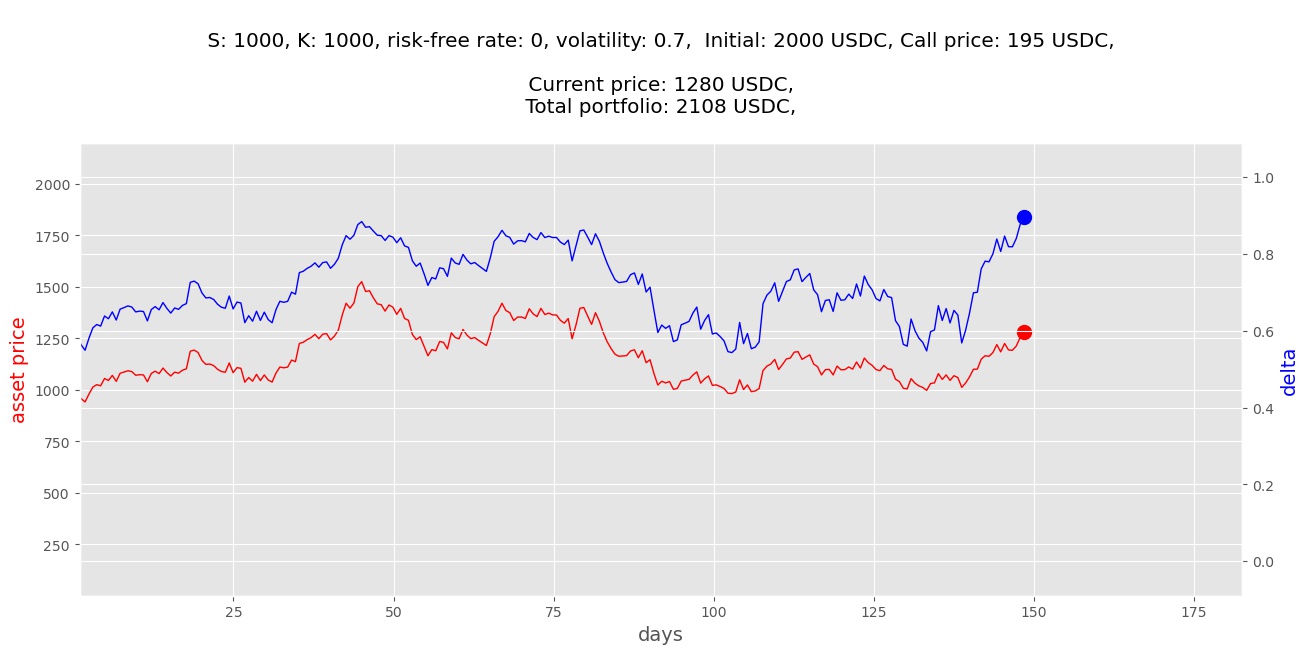 S: 1000, K: 1000, risk-free rate: 0, volatility: 0.7,  Initial: 2000 USDC, Call price: 195 USDC,
Current price: 1280 USDC,
Total portfolio: 2108 USDC,
2000
1750
1500
1250
1000
750
500
250
asset price
1.0
0.8
0.6
0.4
0.2
0.0
delta
25 50 75 100 125 150 175
days